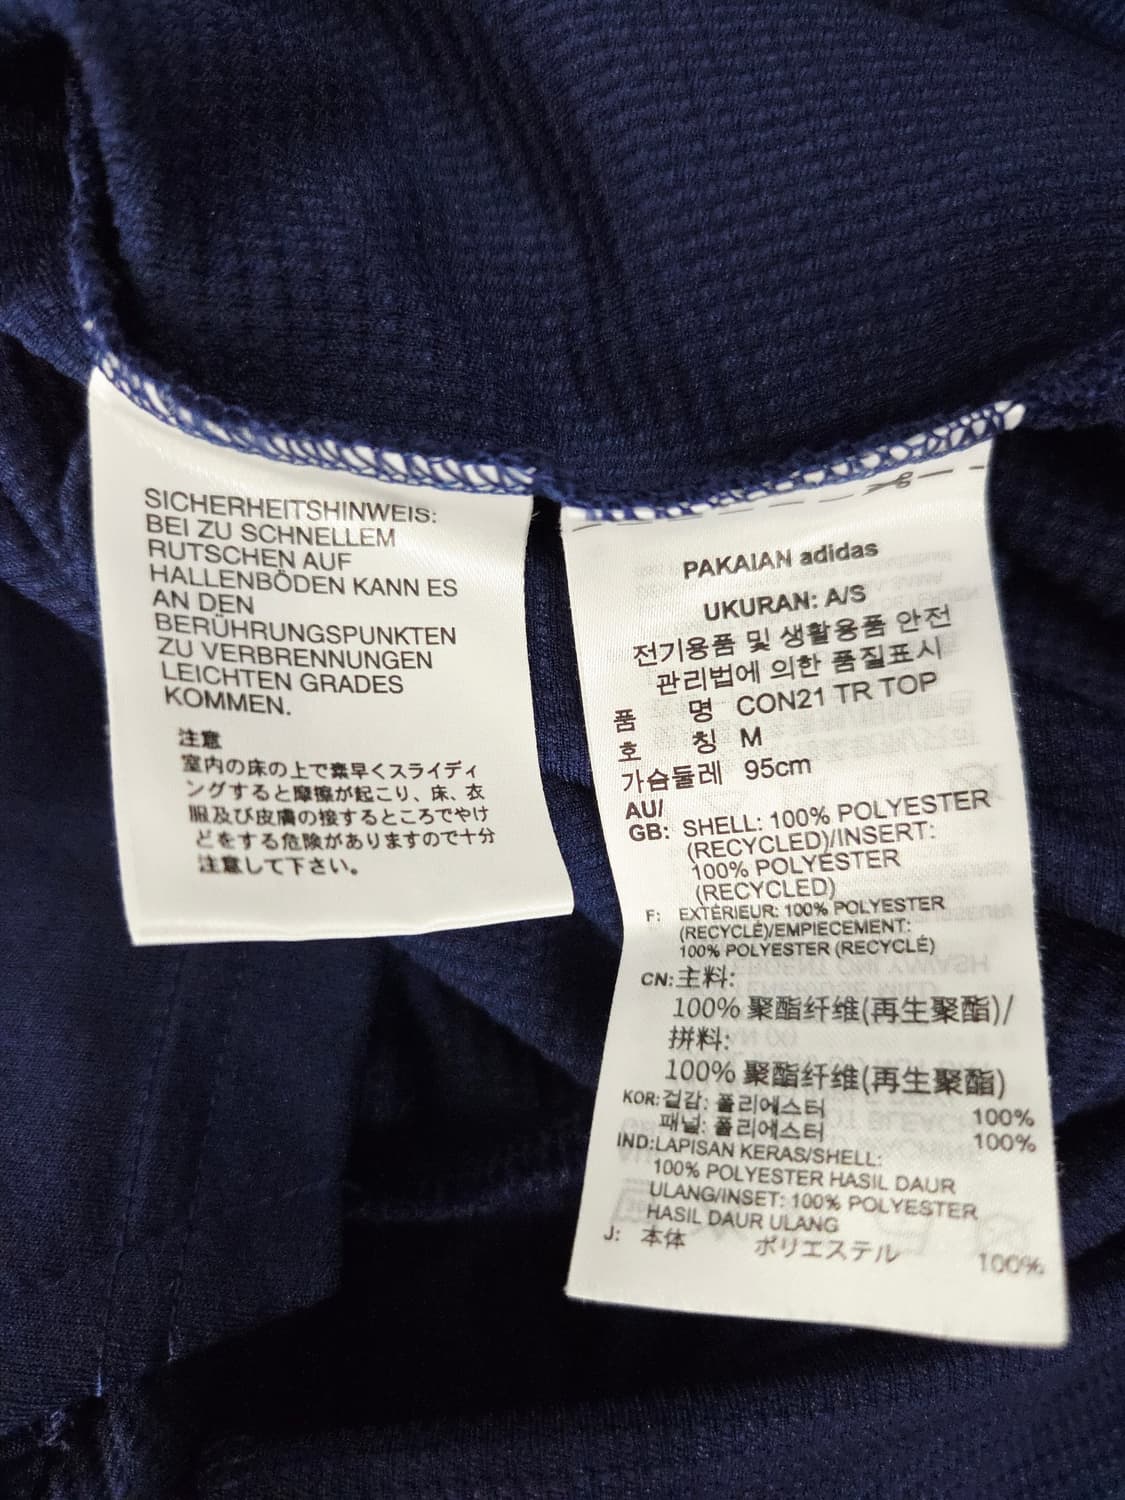 SICHERHEITSHINWEIS:
BEI ZU SCHNELLEM
RUTSCHEN AUF
HALLENBÖDEN KANN ES
AN DEN
BERÜHRUNGSPUNKTEN
ZU VERBRENNUNGEN
LEICHTEN GRADES
KOMMEN.
注意
室内の床の上で素早くスライディ
ングすると摩擦が起こり、床、衣
服及び皮膚の接するところでやけ
どをする危険がありますので十分
注意して下さい。
PAKAIAN adidas
UKURAN: A/S
전기용품 및 생활용품 안전
관리법에 의한 품질표시
품 명 CON21 TR TOP
호 칭 M
가슴둘레 95cm
AU/
GB: SHELL: 100% POLYESTER
(RECYCLED)/INSERT:
100% POLYESTER
(RECYCLED)
F: EXTÉRIEUR: 100% POLYESTER
(RECYCLÉ)/EMPIECEMENT:
100% POLYESTER (RECYCLÉ)
CN: 主料:
100% 聚酯纤维(再生聚酯)/
拼料:
100% 聚酯纤维(再生聚酯)
KOR: 겉감: 폴리에스터 100%
패널: 폴리에스터 100%
IND: LAPISAN KERAS/SHELL:
100% POLYESTER HASIL DAUR
ULANG/INSET: 100% POLYESTER
HASIL DAUR ULANG
J: 本体 ポリエステル 100%